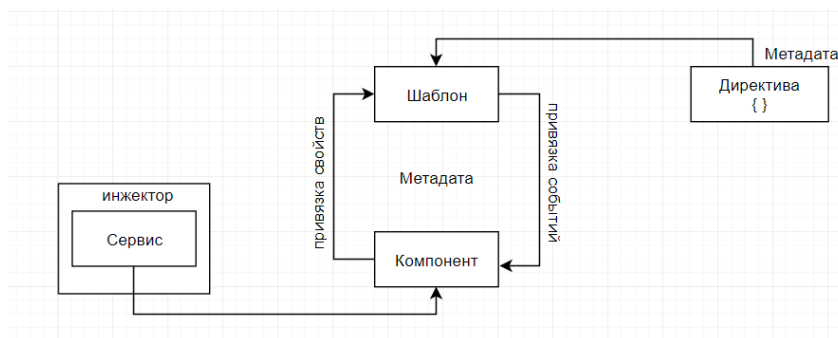 Метадата
Директива
{ }
Шаблон
привязка свойств
привязка событий
Метадата
инжектор
Сервис
Компонент